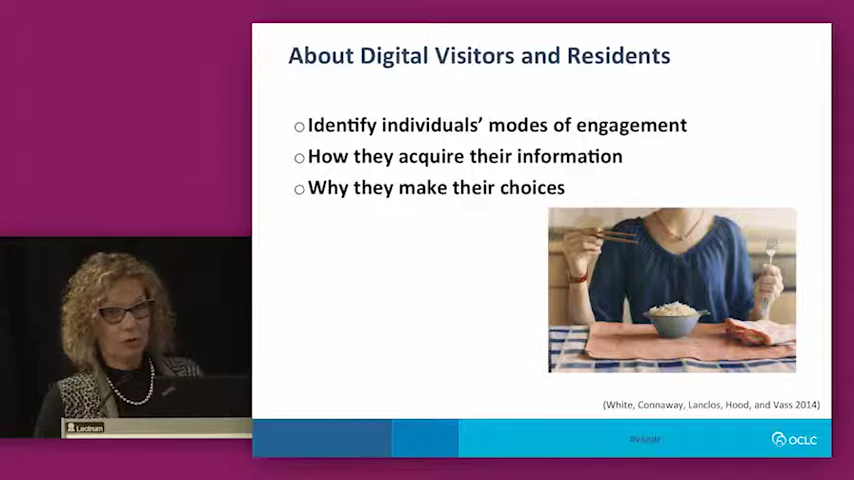 About Digital Visitors and Residents
○Identify individuals' modes of engagement
○How they acquire their information
○Why they make their choices
(White, Connaway, Lanclos, Hood, and Vass 2014)
#vandr
OCLC
Lectrum